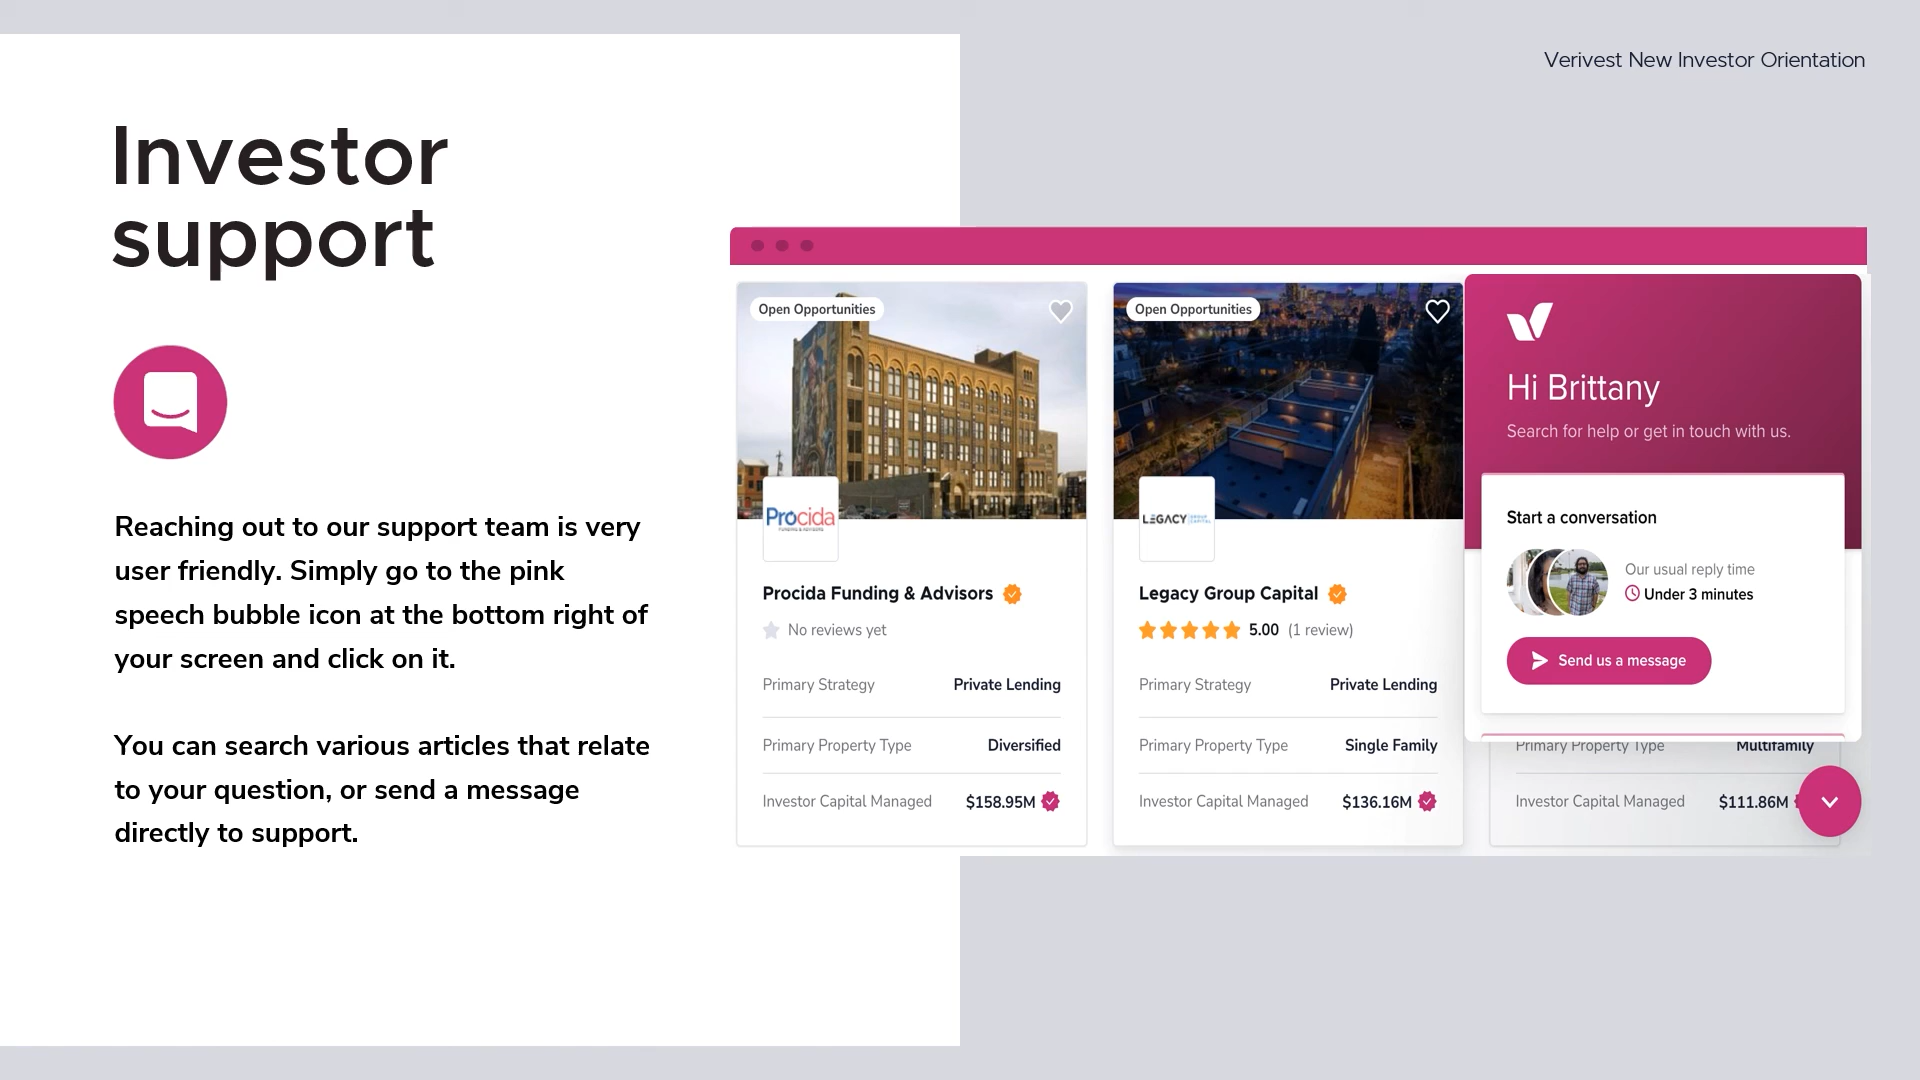 Verivest New Investor Orientation
Investor
support
Reaching out to our support team is very
user friendly. Simply go to the pink
speech bubble icon at the bottom right of
your screen and click on it.
You can search various articles that relate
to your question, or send a message
directly to support.
Open Opportunities
Procida
FUNDING & ADVISORS
Procida Funding & Advisors
No reviews yet
Primary Strategy Private Lending
Primary Property Type Diversified
Investor Capital Managed $158.95M
Open Opportunities
LEGACY GROUP CAPITAL
Legacy Group Capital
5.00 (1 review)
Primary Strategy Private Lending
Primary Property Type Single Family
Investor Capital Managed $136.16M
Hi Brittany
Search for help or get in touch with us.
Start a conversation
Our usual reply time
Under 3 minutes
Send us a message
Primary Property Type Multifamily
Investor Capital Managed $111.86M